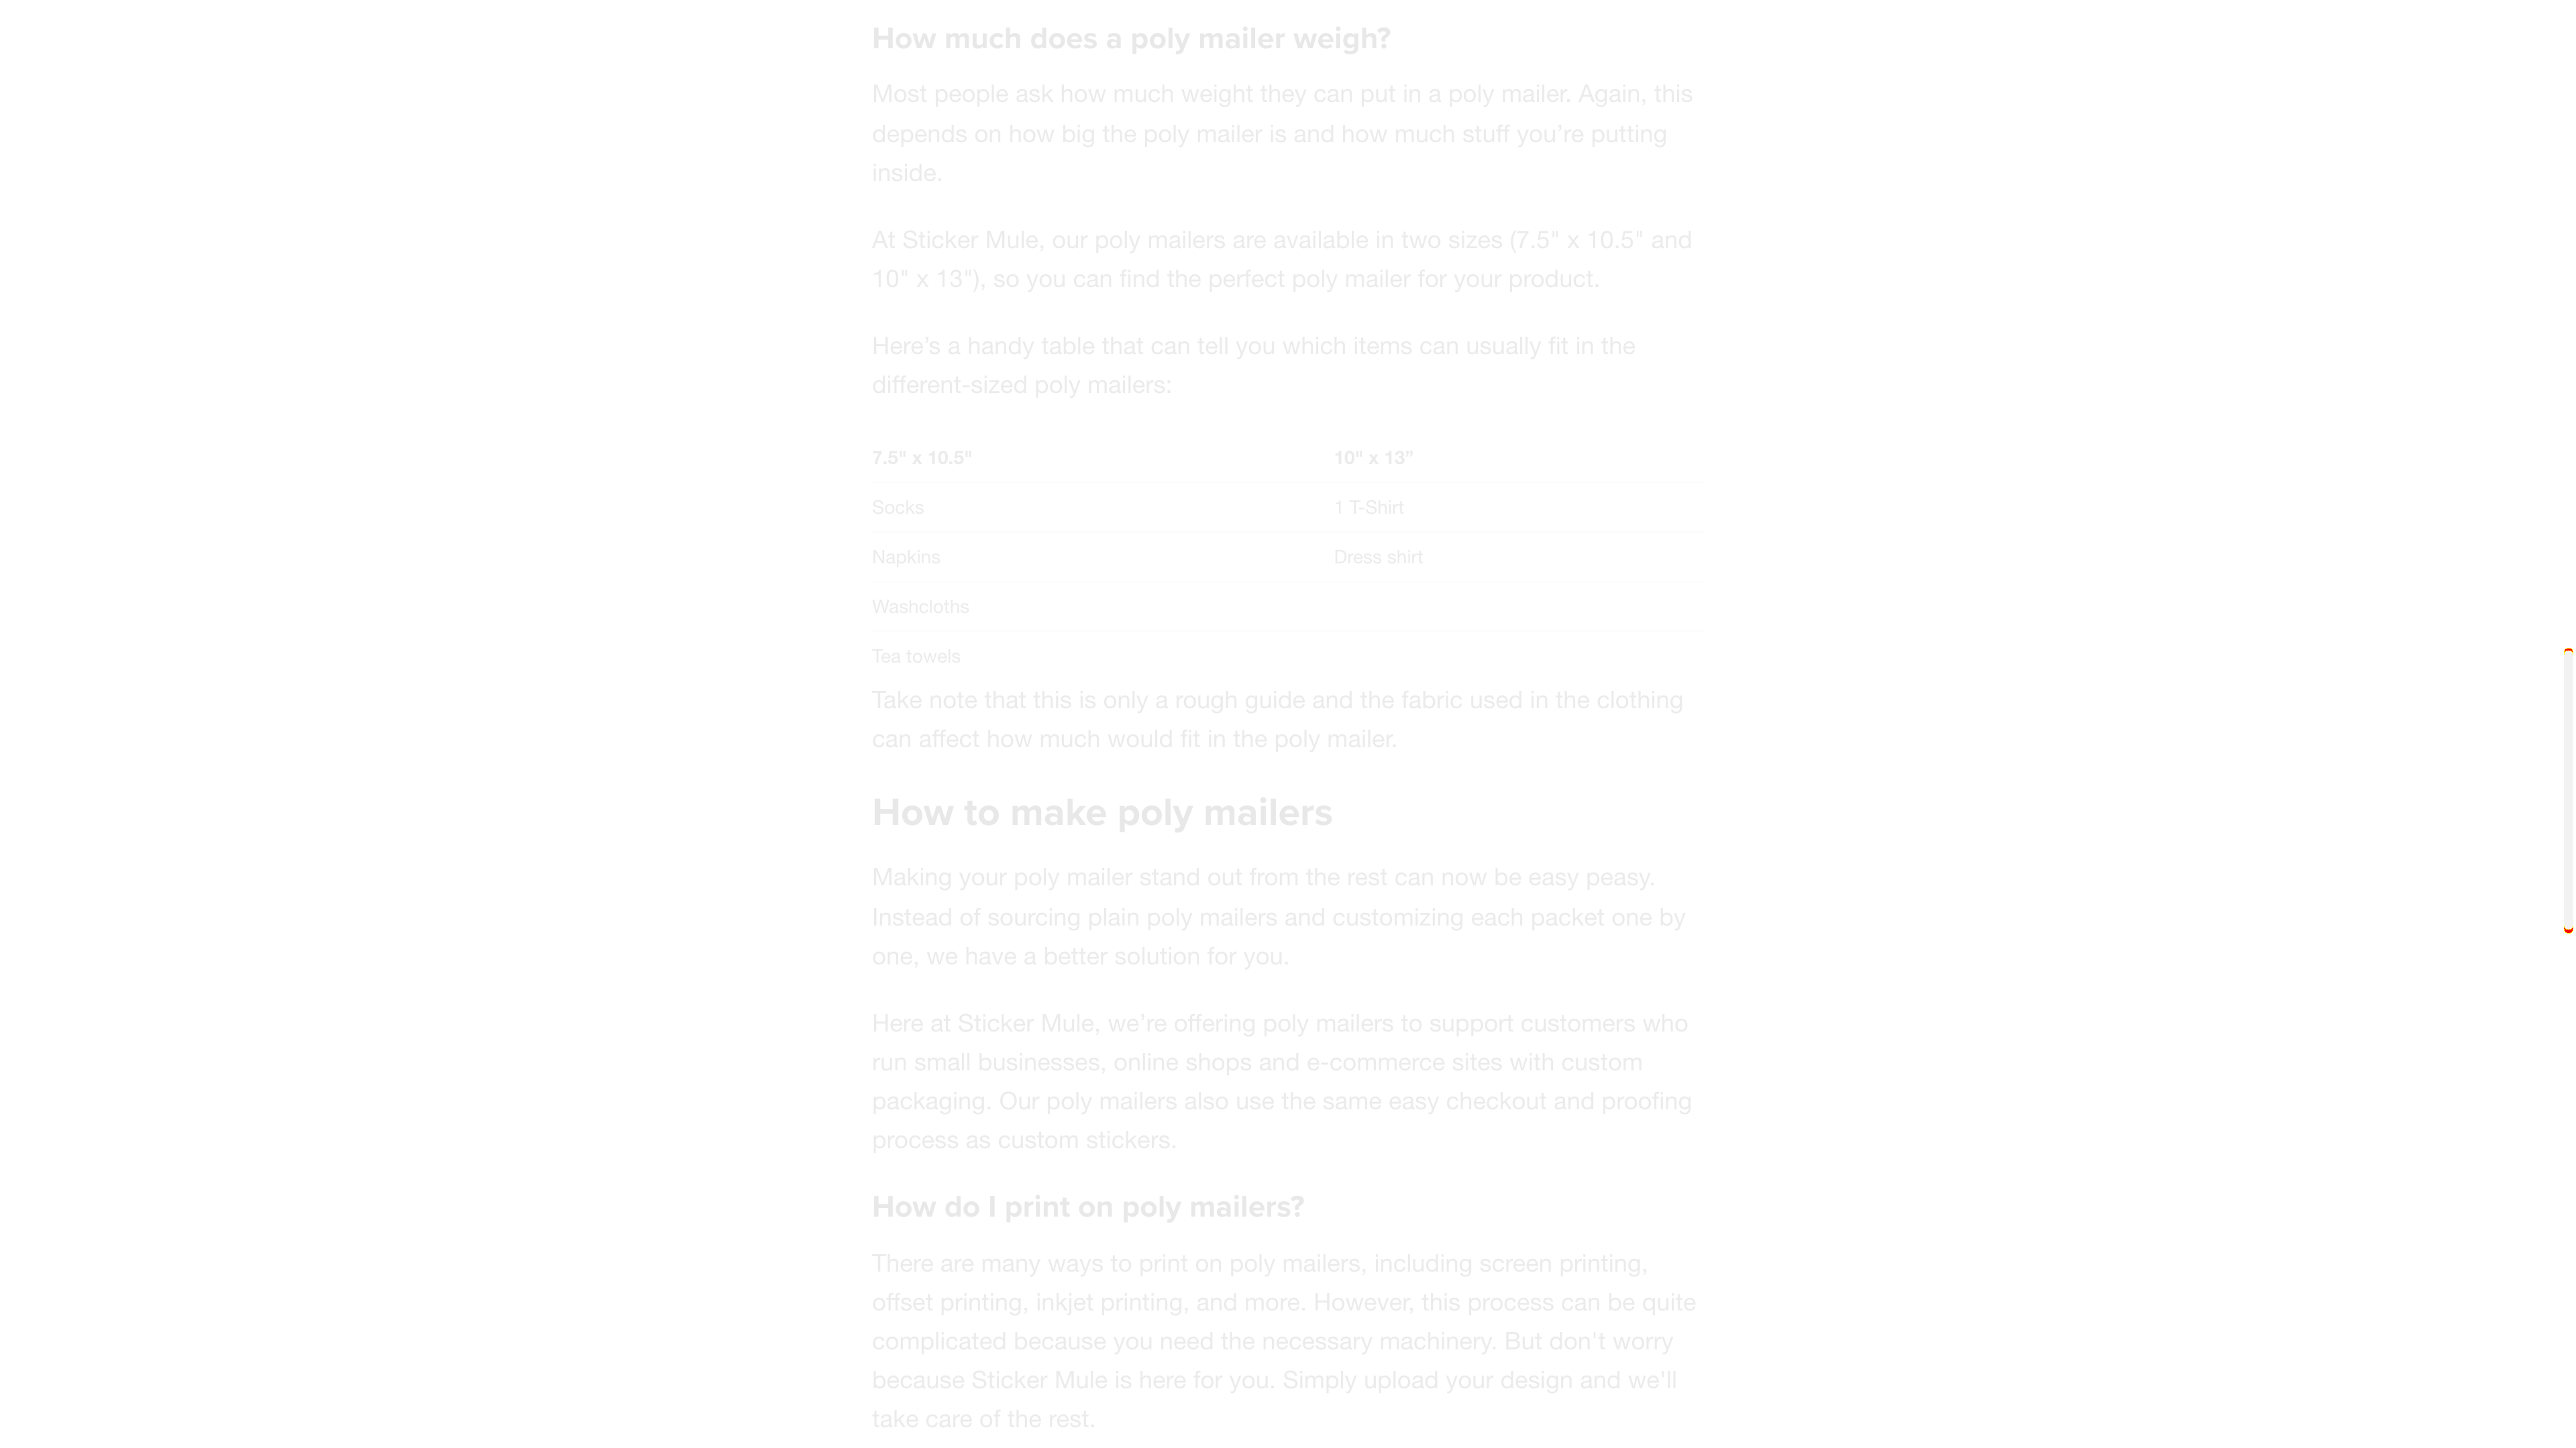 How much does a poly mailer weigh?
Most people ask how much weight they can put in a poly mailer. Again, this
depends on how big the poly mailer is and how much stuff you’re putting
inside.
At Sticker Mule, our poly mailers are available in two sizes (7.5" x 10.5" and
10" x 13"), so you can find the perfect poly mailer for your product.
Here’s a handy table that can tell you which items can usually fit in the
different-sized poly mailers:
7.5" x 10.5" 10" x 13”
Socks 1 T-Shirt
Napkins Dress shirt
Washcloths
Tea towels
Take note that this is only a rough guide and the fabric used in the clothing
can affect how much would fit in the poly mailer.
How to make poly mailers
Making your poly mailer stand out from the rest can now be easy peasy.
Instead of sourcing plain poly mailers and customizing each packet one by
one, we have a better solution for you.
Here at Sticker Mule, we’re offering poly mailers to support customers who
run small businesses, online shops and e-commerce sites with custom
packaging. Our poly mailers also use the same easy checkout and proofing
process as custom stickers.
How do I print on poly mailers?
There are many ways to print on poly mailers, including screen printing,
offset printing, inkjet printing, and more. However, this process can be quite
complicated because you need the necessary machinery. But don't worry
because Sticker Mule is here for you. Simply upload your design and we'll
take care of the rest.